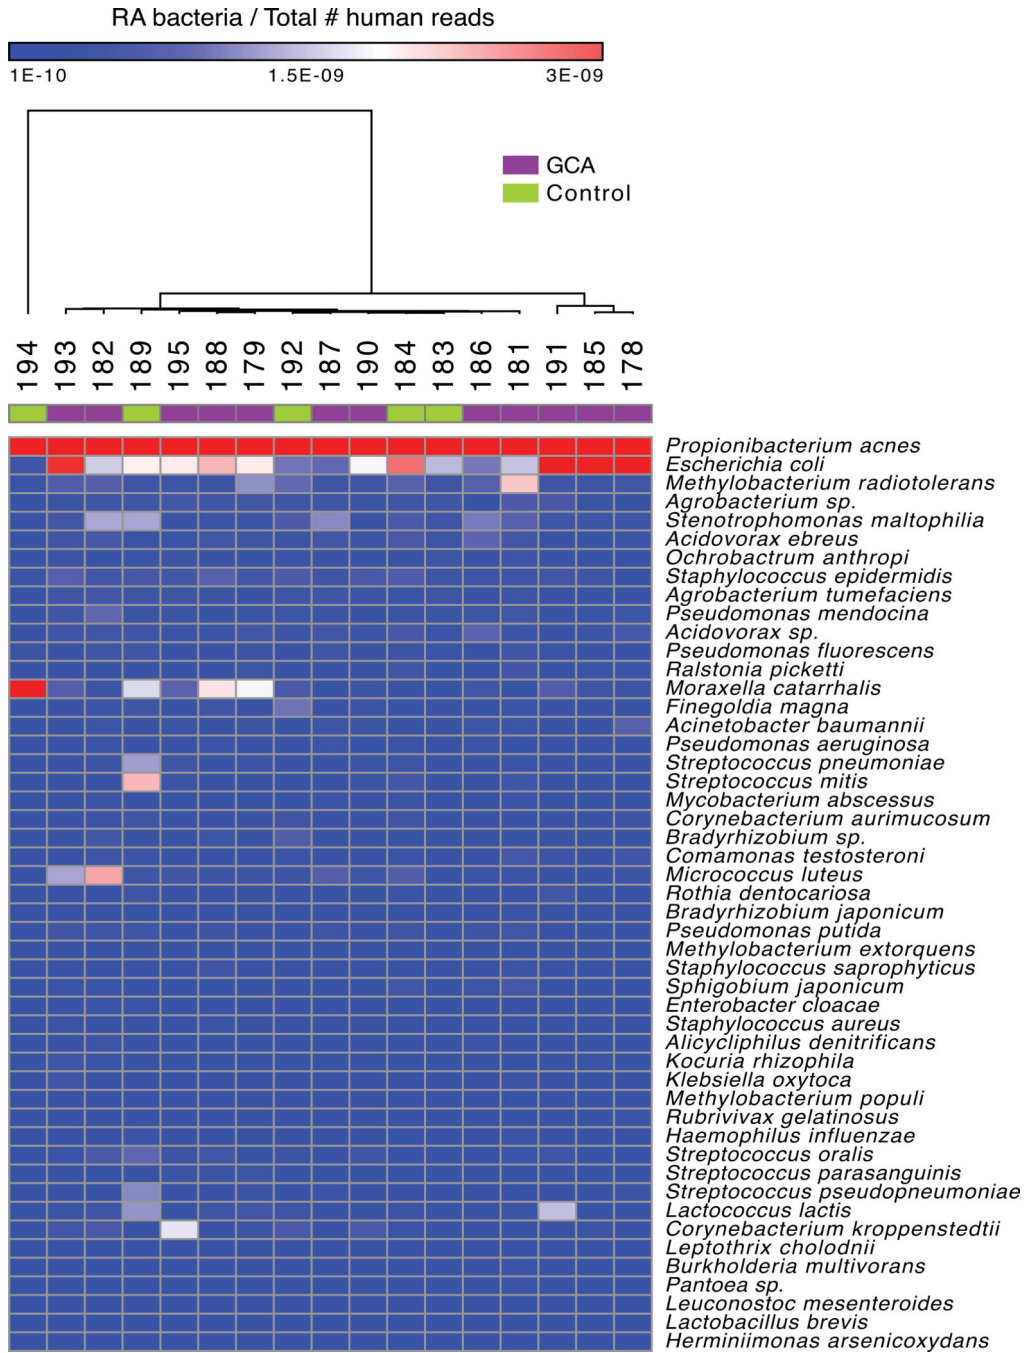 RA bacteria / Total # human reads
1E-10 1.5E-09 3E-09
GCA
Control
194 193 182 189 195 188 179 192 187 190 184 183 186 181 191 185 178
Propionibacterium acnes
Escherichia coli
Methylobacterium radiotolerans
Agrobacterium sp.
Stenotrophomonas maltophilia
Acidovorax ebreus
Ochrobactrum anthropi
Staphylococcus epidermidis
Agrobacterium tumefaciens
Pseudomonas mendocina
Acidovorax sp.
Pseudomonas fluorescens
Ralstonia picketti
Moraxella catarrhalis
Finegoldia magna
Acinetobacter baumannii
Pseudomonas aeruginosa
Streptococcus pneumoniae
Streptococcus mitis
Mycobacterium abscessus
Corynebacterium aurimucosum
Bradyrhizobium sp.
Comamonas testosteroni
Micrococcus luteus
Rothia dentocariosa
Bradyrhizobium japonicum
Pseudomonas putida
Methylobacterium extorquens
Staphylococcus saprophyticus
Sphigobium japonicum
Enterobacter cloacae
Staphylococcus aureus
Alicycliphilus denitrificans
Kocuria rhizophila
Klebsiella oxytoca
Methylobacterium populi
Rubrivivax gelatinosus
Haemophilus influenzae
Streptococcus oralis
Streptococcus parasanguinis
Streptococcus pseudopneumoniae
Lactococcus lactis
Corynebacterium kroppenstedtii
Leptothrix cholodnii
Burkholderia multivorans
Pantoea sp.
Leuconostoc mesenteroides
Lactobacillus brevis
Herminiimonas arsenicoxydans